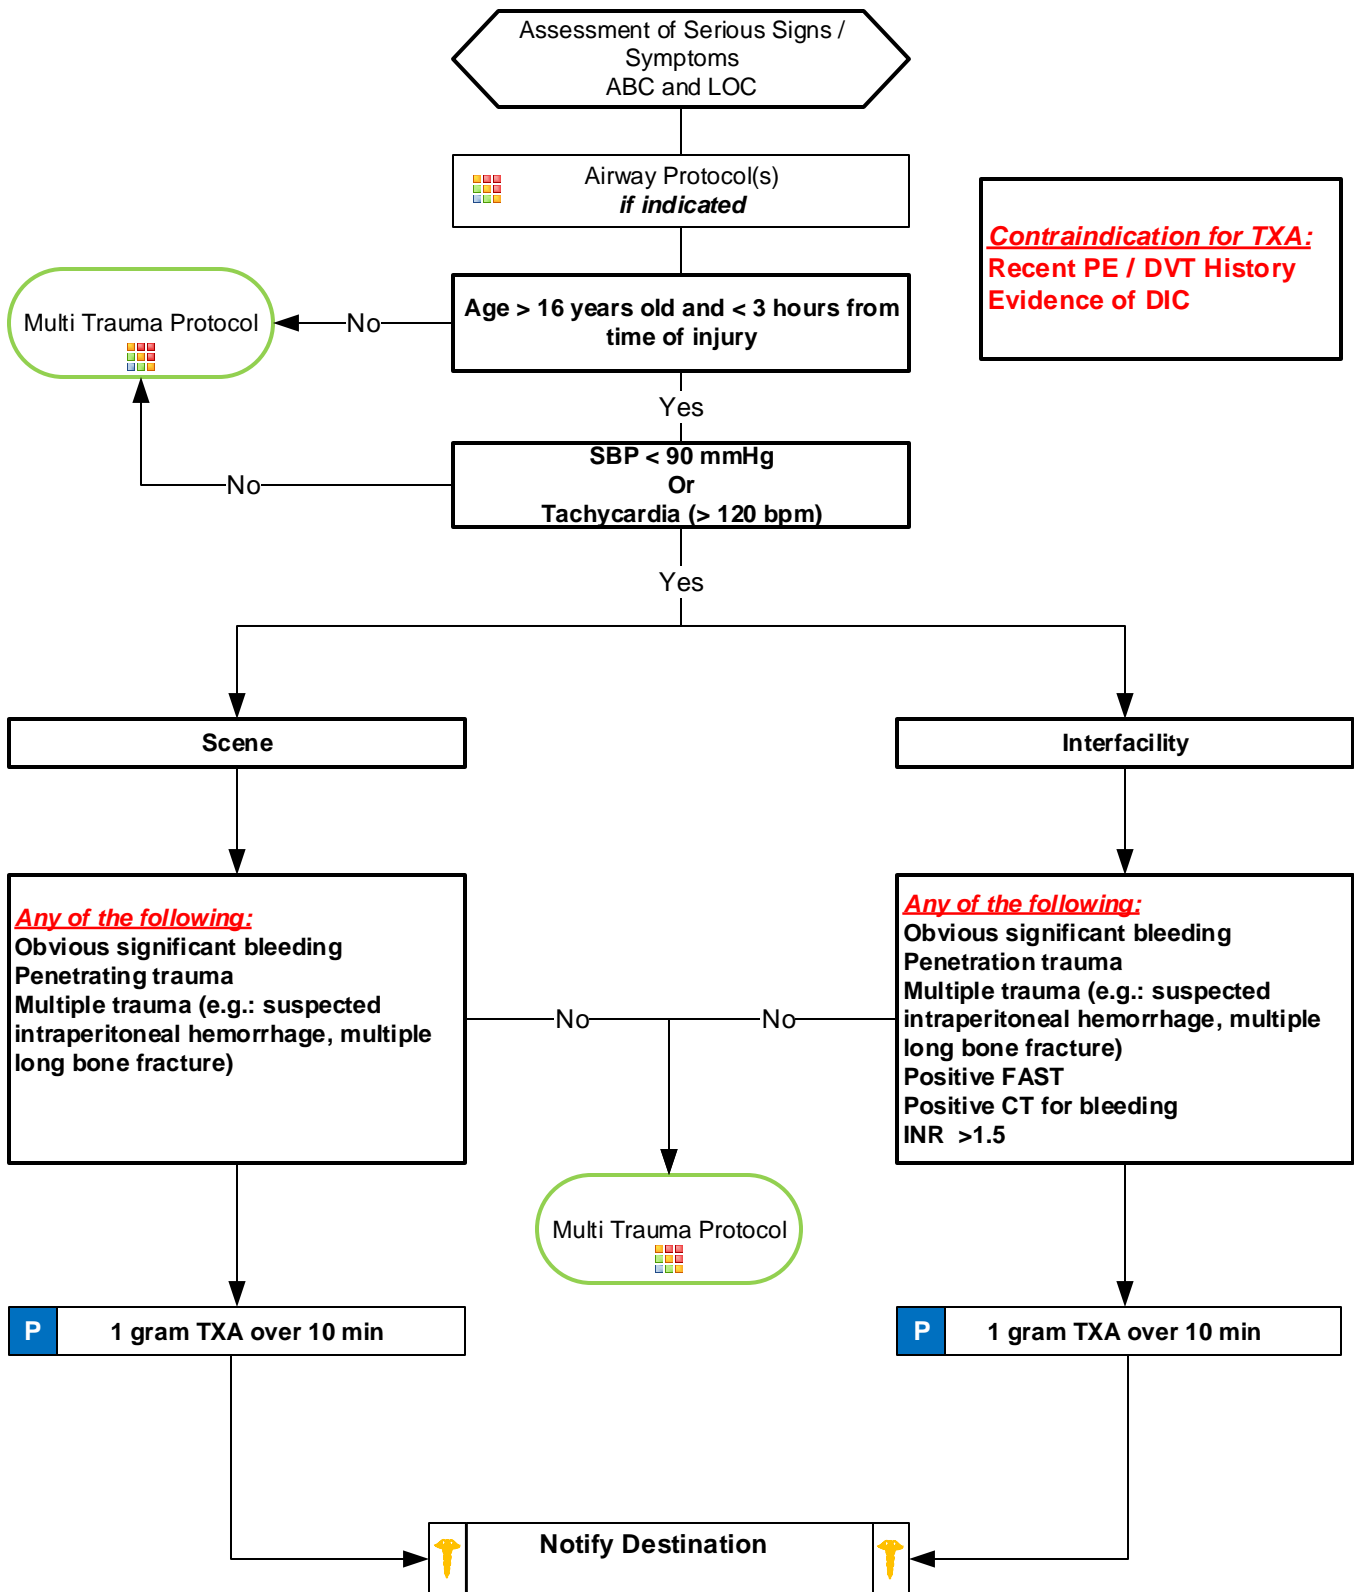 Assessment of Serious Signs /
Symptoms
ABC and LOC
Airway Protocol(s)
if indicated
Contraindication for TXA:
Recent PE / DVT History
Evidence of DIC
Age > 16 years old and < 3 hours from
time of injury
No
Multi Trauma Protocol
Yes
SBP < 90 mmHg
Or
Tachycardia (> 120 bpm)
No
Yes
Scene
Interfacility
Any of the following:
Obvious significant bleeding
Penetrating trauma
Multiple trauma (e.g.: suspected
intraperitoneal hemorrhage, multiple
long bone fracture)
No
No
Any of the following:
Obvious significant bleeding
Penetration trauma
Multiple trauma (e.g.: suspected
intraperitoneal hemorrhage, multiple
long bone fracture)
Positive FAST
Positive CT for bleeding
INR >1.5
Multi Trauma Protocol
P 1 gram TXA over 10 min
P 1 gram TXA over 10 min
Notify Destination